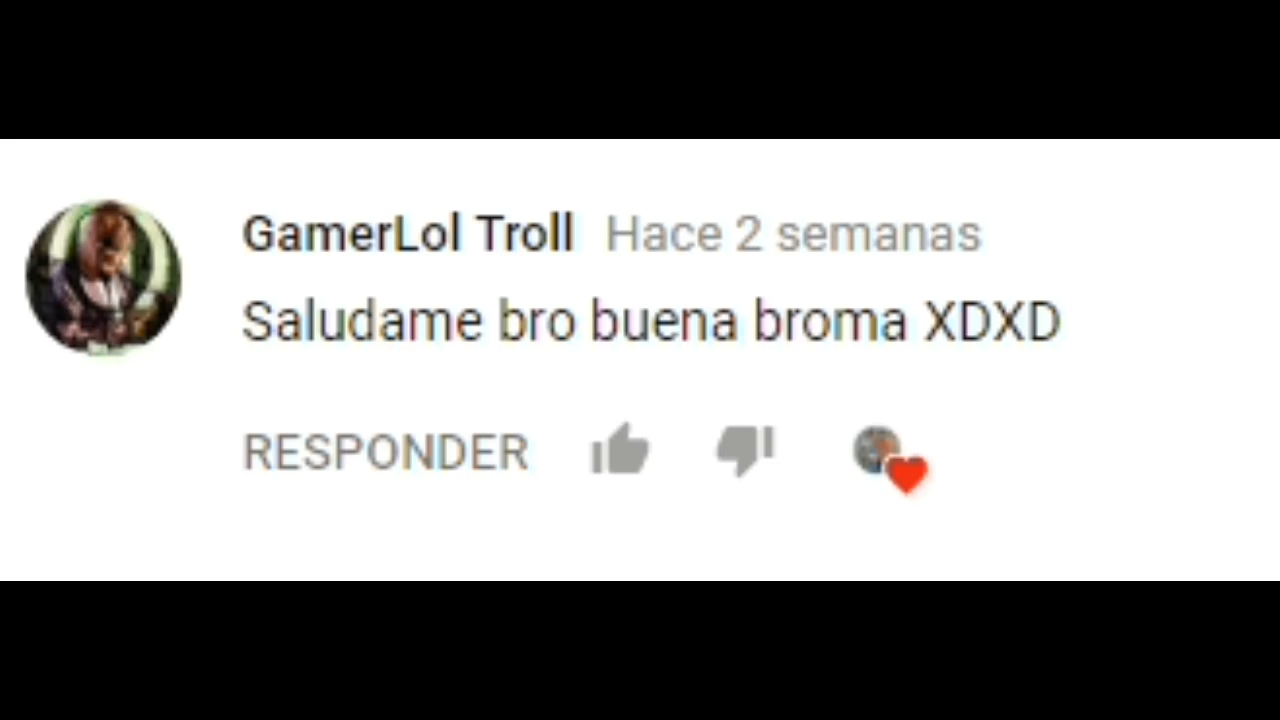 GamerLol Troll Hace 2 semanas
Saludame bro buena broma XDXD
RESPONDER